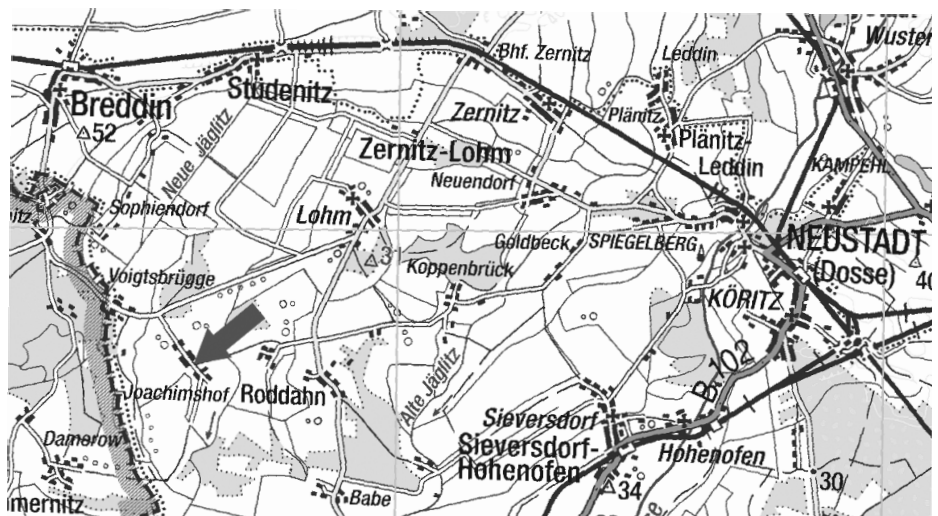 Wuster
Bhf. Zernitz
Leddin
Studenitz
Breddin
52
Zernitz
Plänitz
Plänitz-
Leddin
Neue Jäglitz
Zernitz-Lohm
KAMPEHL
Neuendorf
Sophiendorf
Lohm
nitz
Goldbeck
SPIEGELBERG
NEUSTADT
(Dosse)
Koppenbrück
Voigtsbrügge
40
KÖRITZ
Joachimshof
Roddahn
Alte Jäglitz
B 102
Sieversdorf
Sieversdorf-
Hohenofen
Hohenofen
Damerow
mernitz
Babe
34
30